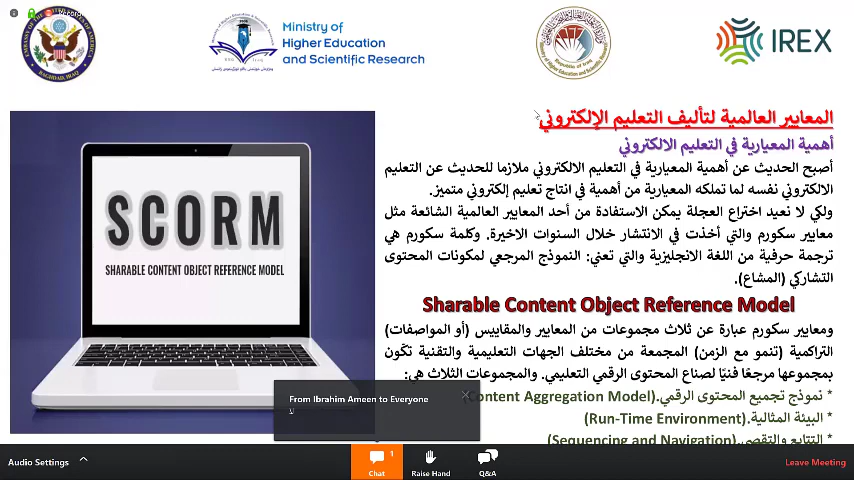 Recording
Ministry of
Higher Education
and Scientific Research
IREX
المعايير العالمية لتأليف التعليم الإلكتروني
أهمية المعيارية في التعليم الالكتروني
أصبح الحديث عن أهمية المعيارية في التعليم الالكتروني ملازما للحديث عن التعليم
الالكتروني نفسه لما تملكه المعيارية من أهمية في انتاج تعليم إلكتروني متميز.
ولكي لا نعيد اختراع العجلة يمكن الاستفادة من أحد المعايير العالمية الشائعة مثل
معايير سكورم والتي أخذت في الانتشار خلال السنوات الاخيرة. وكلمة سكورم هي
ترجمة حرفية من اللغة الانجليزية والتي تعني: النموذج المرجعي لمكونات المحتوى
التشاركي (المشاع).
Sharable Content Object Reference Model
ومعايير سكورم عبارة عن ثلاث مجموعات من المعايير والمقاييس (أو المواصفات)
التراكمية (تنمو مع الزمن) المجمعة من مختلف الجهات التعليمية والتقنية تكّون
بمجموعها مرجعًا فنيًا لصناع المحتوى الرقمي التعليمي. والمجموعات الثلاث هي:
* نموذج تجميع المحتوى الرقمي.(Content Aggregation Model)
* البيئة المثالية.(Run-Time Environment)
* التتابع والتقصي.(Sequencing and Navigation)
SCORM
SHARABLE CONTENT OBJECT REFERENCE MODEL
From Ibrahim Ameen to Everyone
Audio Settings
Chat
1
Raise Hand
Q&A
Leave Meeting